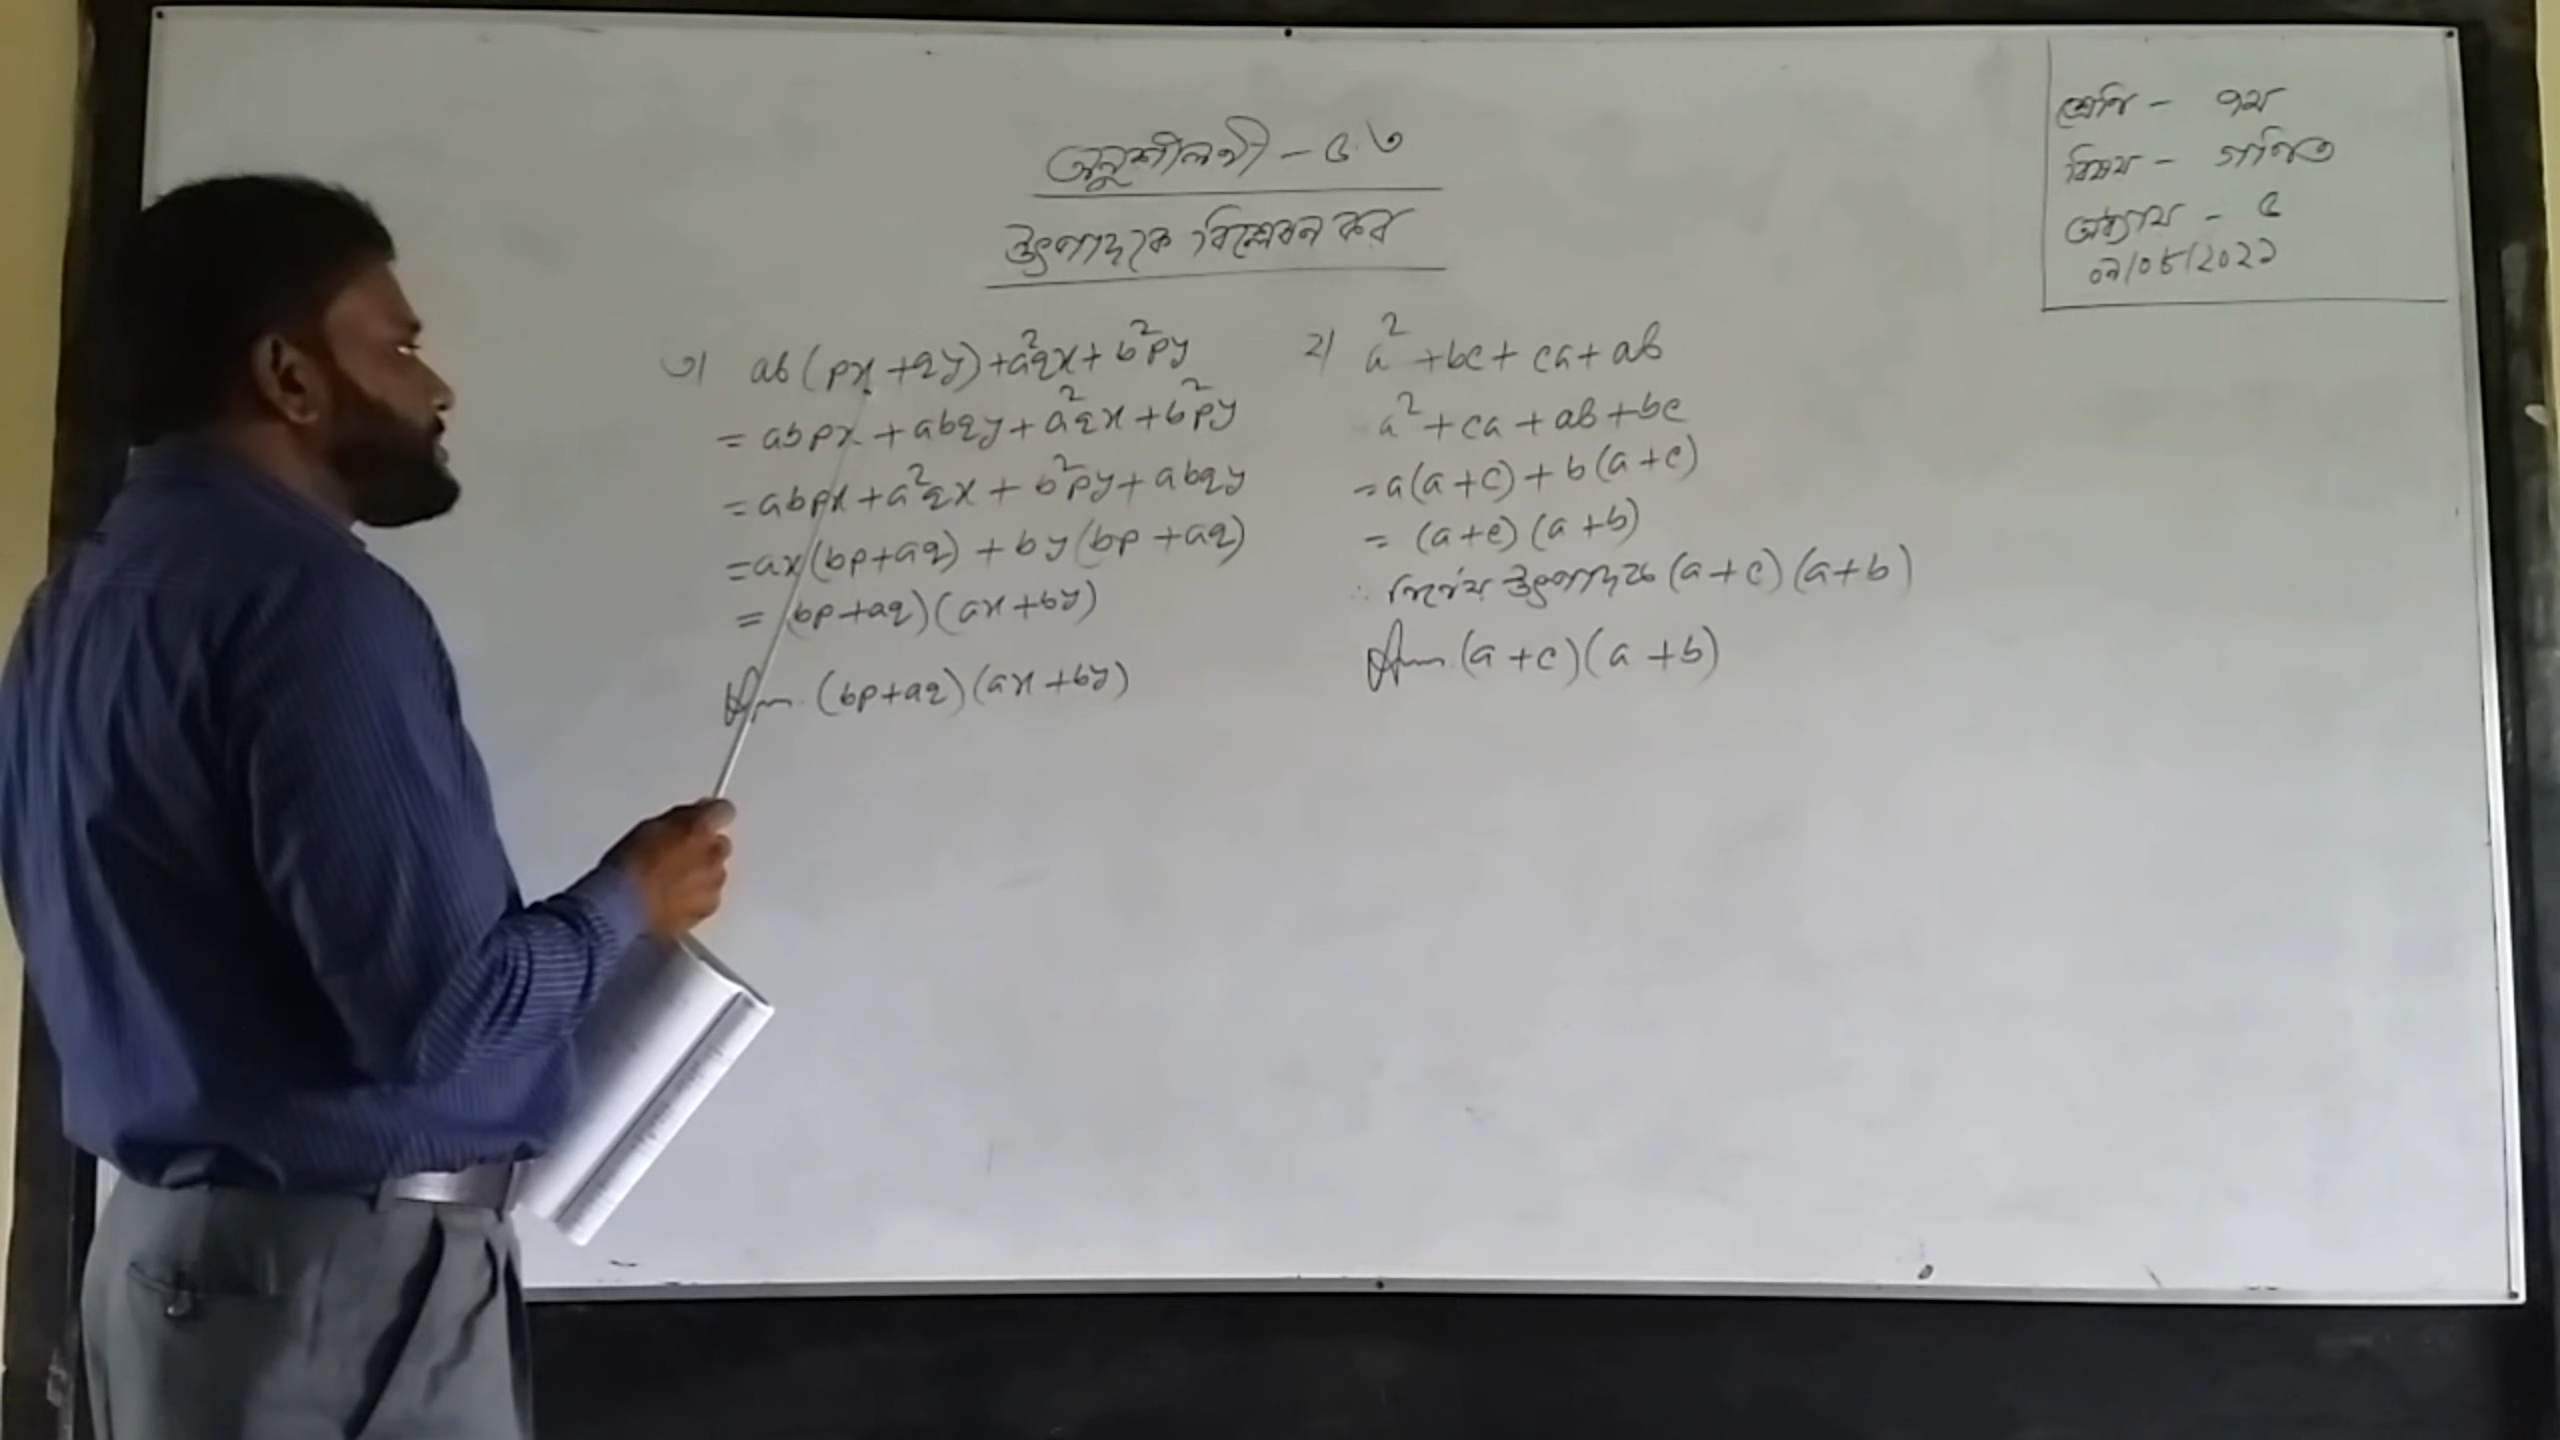 অনুশীলনী - ৫.৩
উৎপাদকে বিশ্লেষন কর
শ্রেনি - ৭ম
বিষয় - গনিত
অধ্যায় - ৫
৩। ab(px+qy)+a²qx+b²py
= abpx + abqy + a²qx + b²py
= abpx + a²qx + b²py + abqy
= ax(bp+aq) + by(bp+aq)
= (bp+aq)(ax+by)
Ans. (bp+aq)(ax+by)
২। a² + bc + ca + ab
a² + ca + ab + bc
= a(a+c) + b(a+c)
= (a+c)(a+b)
∴ নির্ণেয় উৎপাদক (a+c)(a+b)
Ans. (a+c)(a+b)